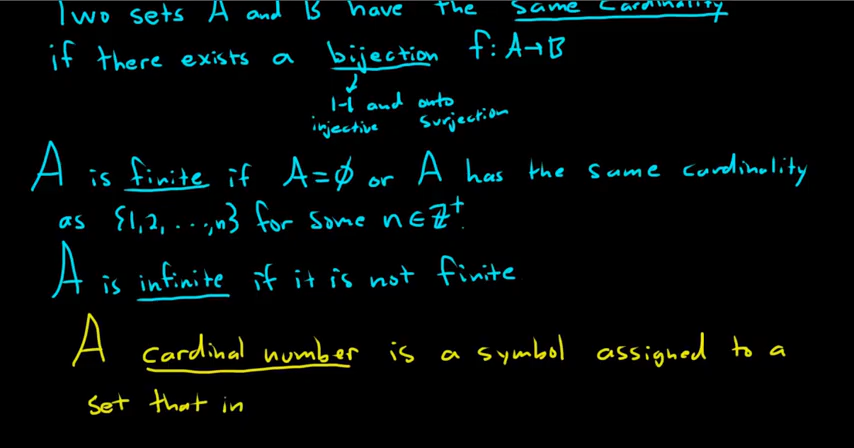 Two sets A and B have the same cardinality
if there exists a bijection f: A→B
1-1 and onto
injective surjection
A is finite if A=∅ or A has the same cardinality
as {1,2,...,n} for some n∈ℤ⁺.
A is infinite if it is not finite
A cardinal number is a symbol assigned to a
set that in